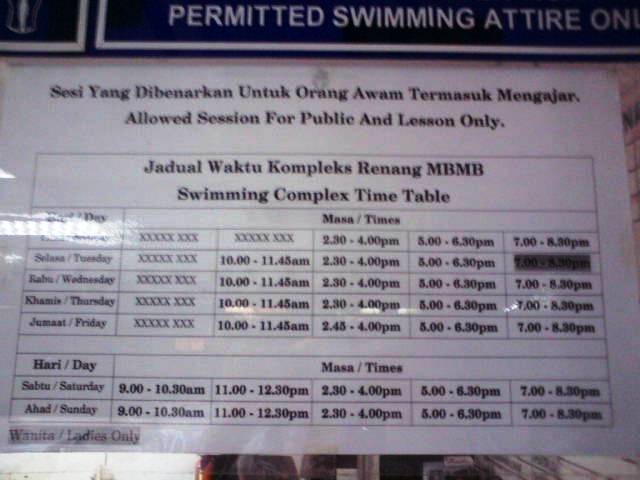 PERMITTED SWIMMING ATTIRE ONL
Sesi Yang Dibenarkan Untuk Orang Awam Termasuk Mengajar.
Allowed Session For Public And Lesson Only.
Jadual Waktu Kompleks Renang MBMB
Swimming Complex Time Table
/ Day Masa / Times
XXXXX XXX XXXXX XXX 2.30 - 4.00pm 5.00 - 6.30pm 7.00 - 8.30pm
Selasa / Tuesday XXXXX XXX 10.00 - 11.45am 2.30 - 4.00pm 5.00 - 6.30pm 7.00 - 8.30pm
Rabu / Wednesday XXXXX XXX 10.00 - 11.45am 2.30 - 4.00pm 5.00 - 6.30pm 7.00 - 8.30pm
Khamis / Thursday XXXXX XXX 10.00 - 11.45am 2.30 - 4.00pm 5.00 - 6.30pm 7.00 - 8.30pm
Jumaat / Friday XXXXX XXX 10.00 - 11.45am 2.45 - 4.00pm 5.00 - 6.30pm 7.00 - 8.30pm
Hari / Day Masa / Times
Sabtu / Saturday 9.00 - 10.30am 11.00 - 12.30pm 2.30 - 4.00pm 5.00 - 6.30pm 7.00 - 8.30pm
Ahad / Sunday 9.00 - 10.30am 11.00 - 12.30pm 2.30 - 4.00pm 5.00 - 6.30pm 7.00 - 8.30pm
Wanita / Ladies Only